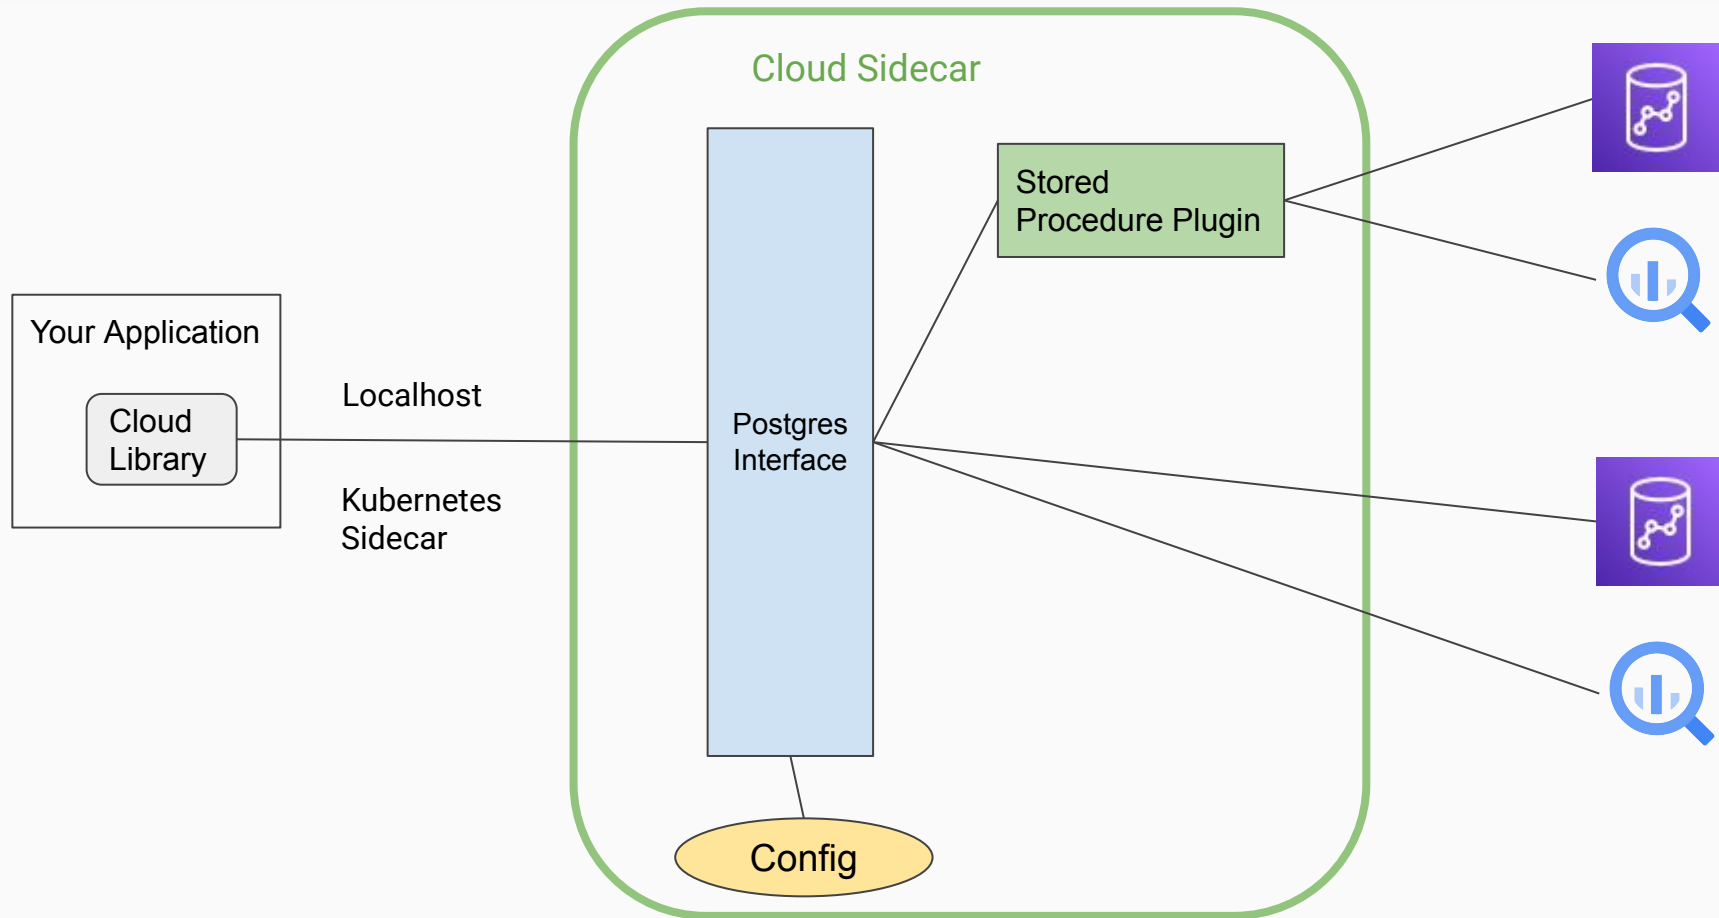 Cloud Sidecar
Stored
Procedure Plugin
Your Application
Cloud
Library
Localhost
Kubernetes
Sidecar
Postgres
Interface
Config